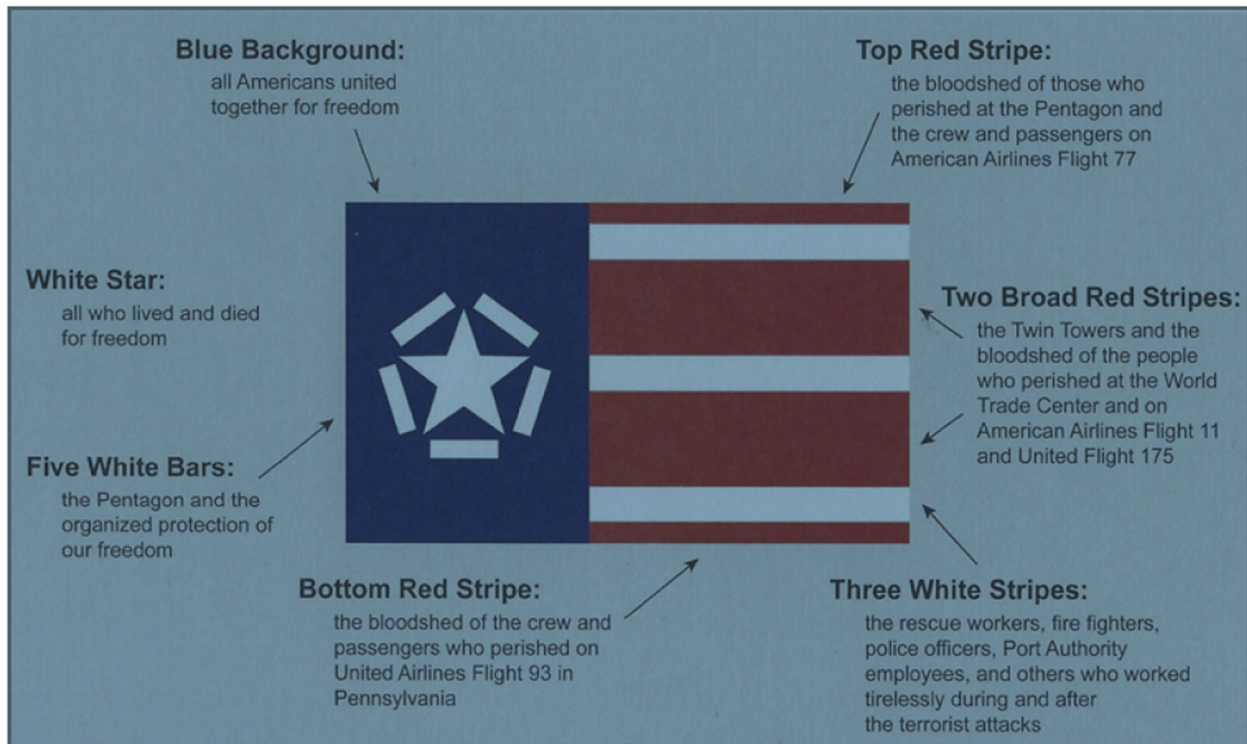 Blue Background:
all Americans united
together for freedom
Top Red Stripe:
the bloodshed of those who
perished at the Pentagon and
the crew and passengers on
American Airlines Flight 77
White Star:
all who lived and died
for freedom
Two Broad Red Stripes:
the Twin Towers and the
bloodshed of the people
who perished at the World
Trade Center and on
American Airlines Flight 11
and United Flight 175
Five White Bars:
the Pentagon and the
organized protection of
our freedom
Bottom Red Stripe:
the bloodshed of the crew and
passengers who perished on
United Airlines Flight 93 in
Pennsylvania
Three White Stripes:
the rescue workers, fire fighters,
police officers, Port Authority
employees, and others who worked
tirelessly during and after
the terrorist attacks